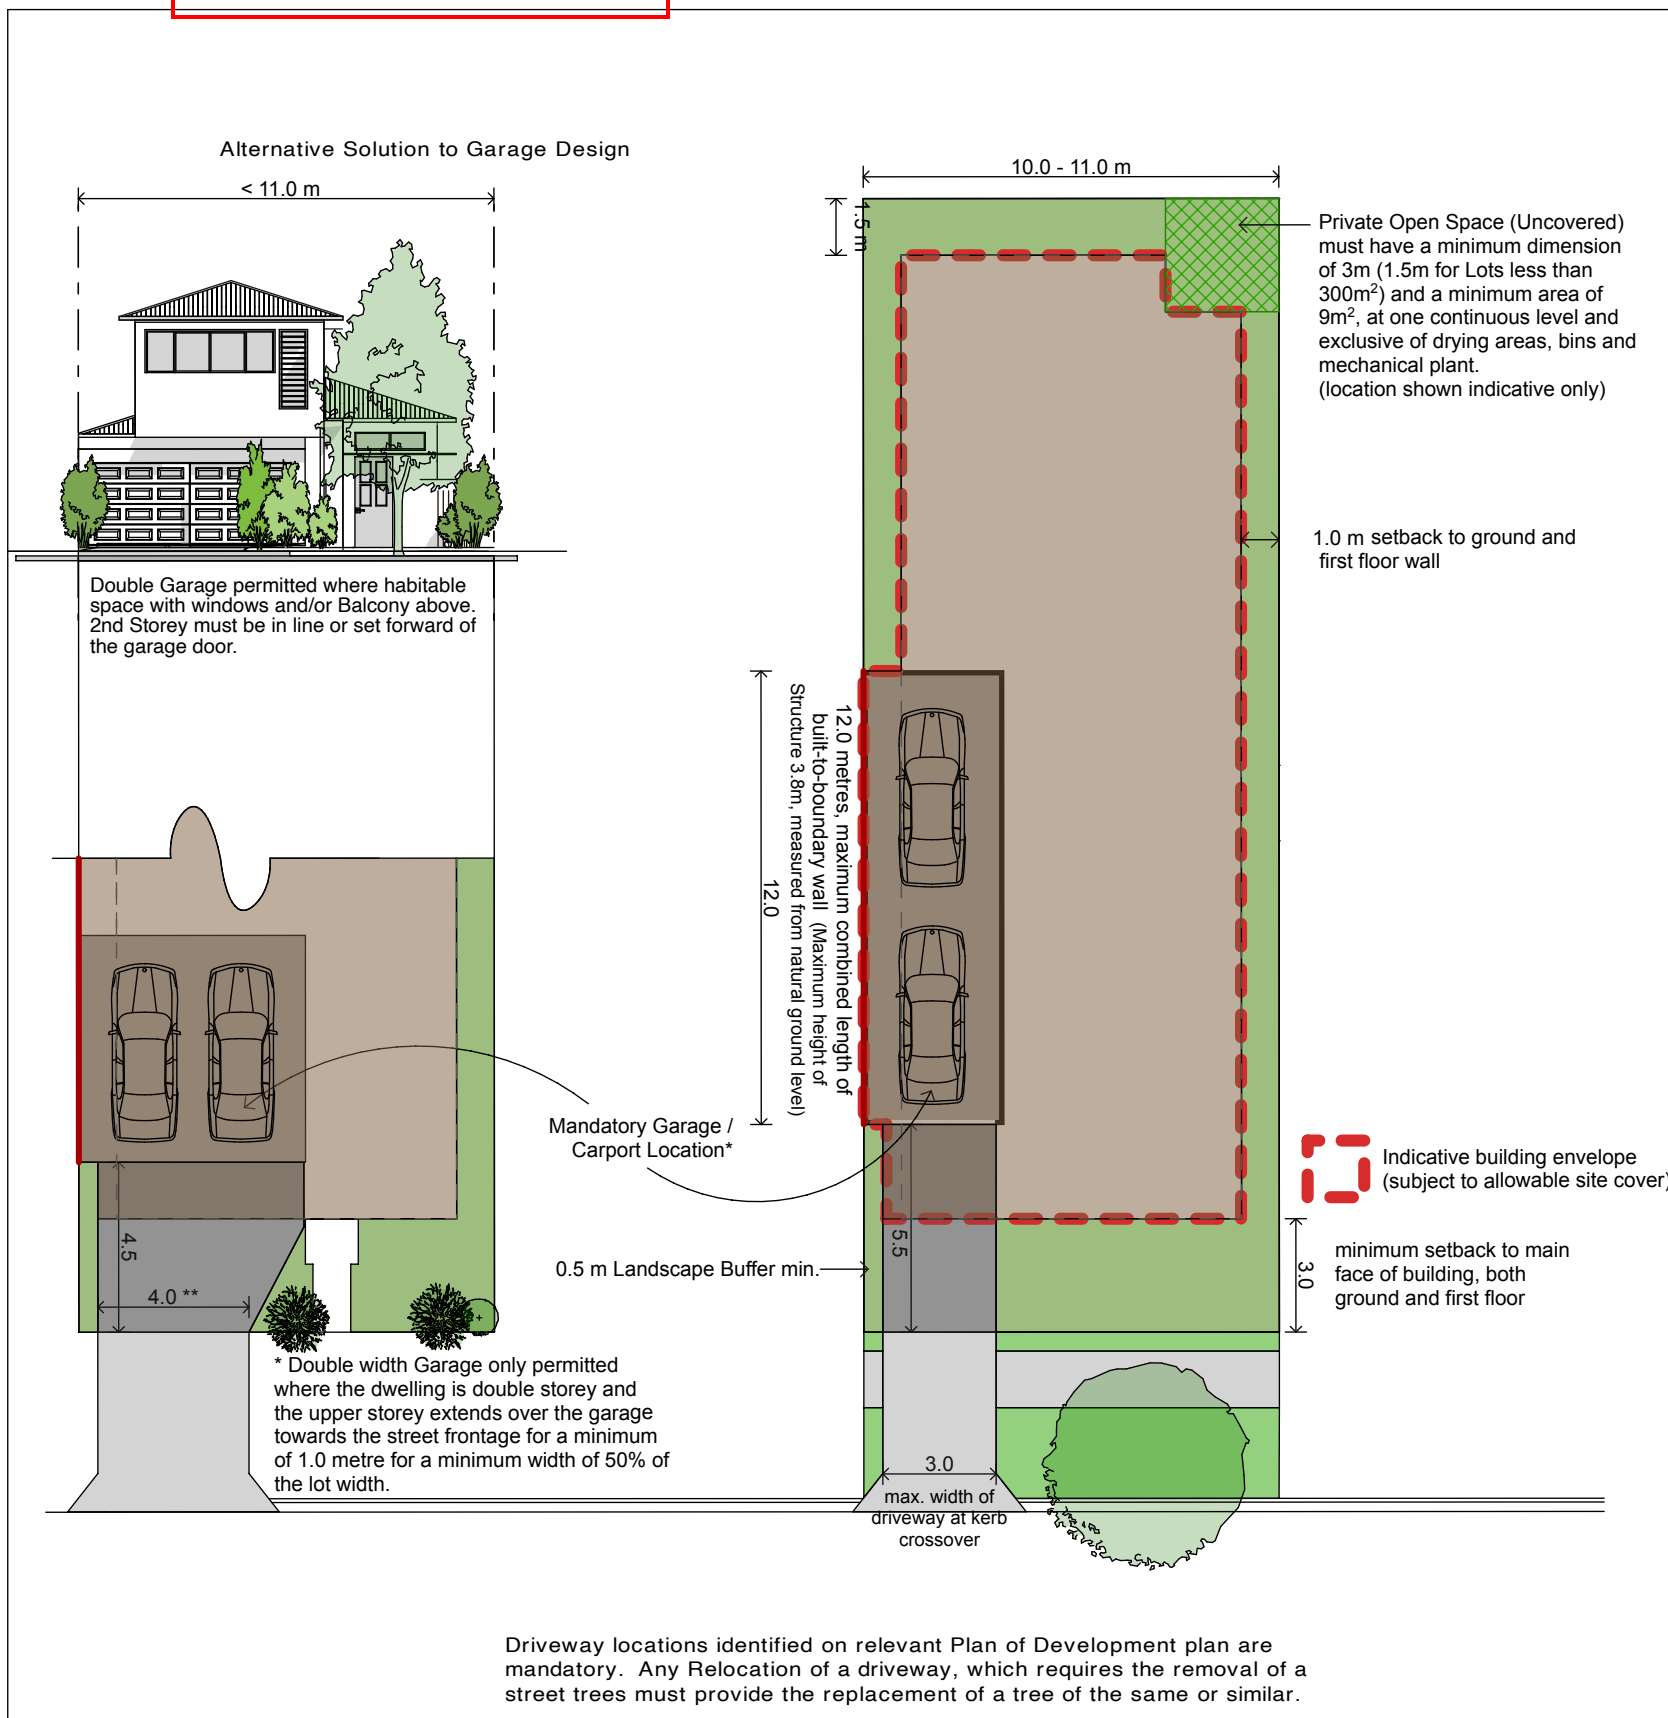 Alternative Solution to Garage Design
< 11.0 m
Double Garage permitted where habitable
space with windows and/or Balcony above.
2nd Storey must be in line or set forward of
the garage door.
4.5
4.0 **
* Double width Garage only permitted
where the dwelling is double storey and
the upper storey extends over the garage
towards the street frontage for a minimum
of 1.0 metre for a minimum width of 50% of
the lot width.
Mandatory Garage /
Carport Location*
0.5 m Landscape Buffer min.
10.0 - 11.0 m
1.5 m
Private Open Space (Uncovered)
must have a minimum dimension
of 3m (1.5m for Lots less than
300m²) and a minimum area of
9m², at one continuous level and
exclusive of drying areas, bins and
mechanical plant.
(location shown indicative only)
1.0 m setback to ground and
first floor wall
12.0 metres, maximum combined length of
built-to-boundary wall (Maximum height of
Structure 3.8m, measured from natural ground level)
12.0
Indicative building envelope
(subject to allowable site cover)
5.5
3.0
minimum setback to main
face of building, both
ground and first floor
3.0
max. width of
driveway at kerb
crossover
Driveway locations identified on relevant Plan of Development plan are
mandatory. Any Relocation of a driveway, which requires the removal of a
street trees must provide the replacement of a tree of the same or similar.